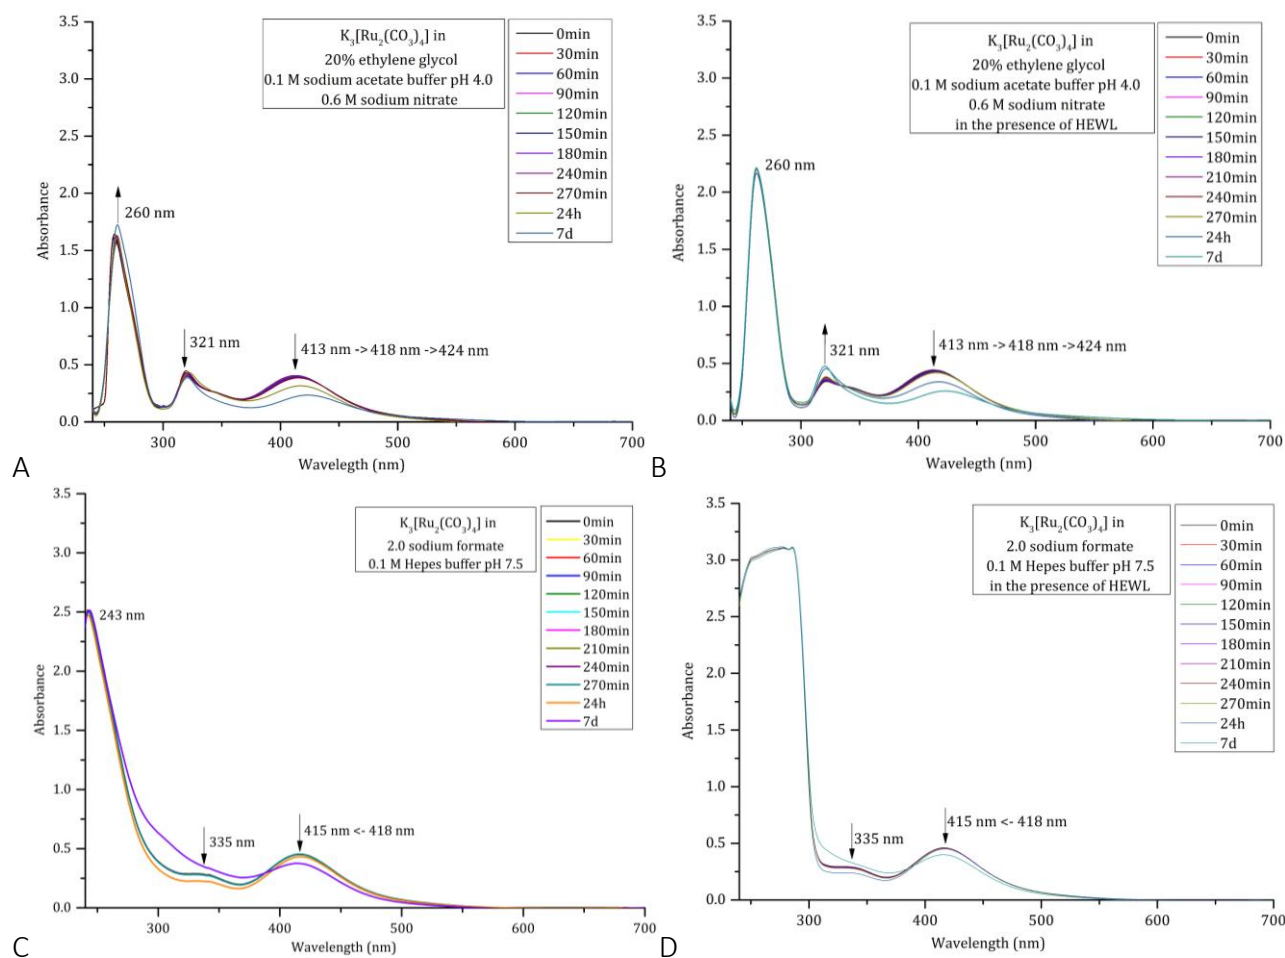 3.5
3.0
2.5
2.0
1.5
1.0
0.5
0.0
Absorbance
K3[Ru2(CO3)4] in
20% ethylene glycol
0.1 M sodium acetate buffer pH 4.0
0.6 M sodium nitrate
0min
30min
60min
90min
120min
150min
180min
240min
270min
24h
7d
260 nm
321 nm
413 nm ->418 nm ->424 nm
300
400
500
600
700
Wavelegth (nm)
A
3.5
3.0
2.5
2.0
1.5
1.0
0.5
0.0
Absorbance
K3[Ru2(CO3)4] in
20% ethylene glycol
0.1 M sodium acetate buffer pH 4.0
0.6 M sodium nitrate
in the presence of HEWL
0min
30min
60min
90min
120min
150min
180min
210min
240min
270min
24h
7d
260 nm
321 nm
413 nm ->418 nm ->424 nm
300
400
500
600
700
Wavelegth (nm)
B
3.5
3.0
2.5
2.0
1.5
1.0
0.5
0.0
Absorbance
K3[Ru2(CO3)4] in
2.0 sodium formate
0.1 M Hepes buffer pH 7.5
0min
30min
60min
90min
120min
150min
180min
210min
240min
270min
24h
7d
243 nm
335 nm
415 nm <- 418 nm
300
400
500
600
700
Wavelength (nm)
C
3.5
3.0
2.5
2.0
1.5
1.0
0.5
0.0
Absorbance
K3[Ru2(CO3)4] in
2.0 sodium formate
0.1 M Hepes buffer pH 7.5
in the presence of HEWL
0min
30min
60min
90min
120min
150min
180min
210min
240min
270min
24h
7d
335 nm
415 nm <- 418 nm
300
400
500
600
700
Wavelength (nm)
D